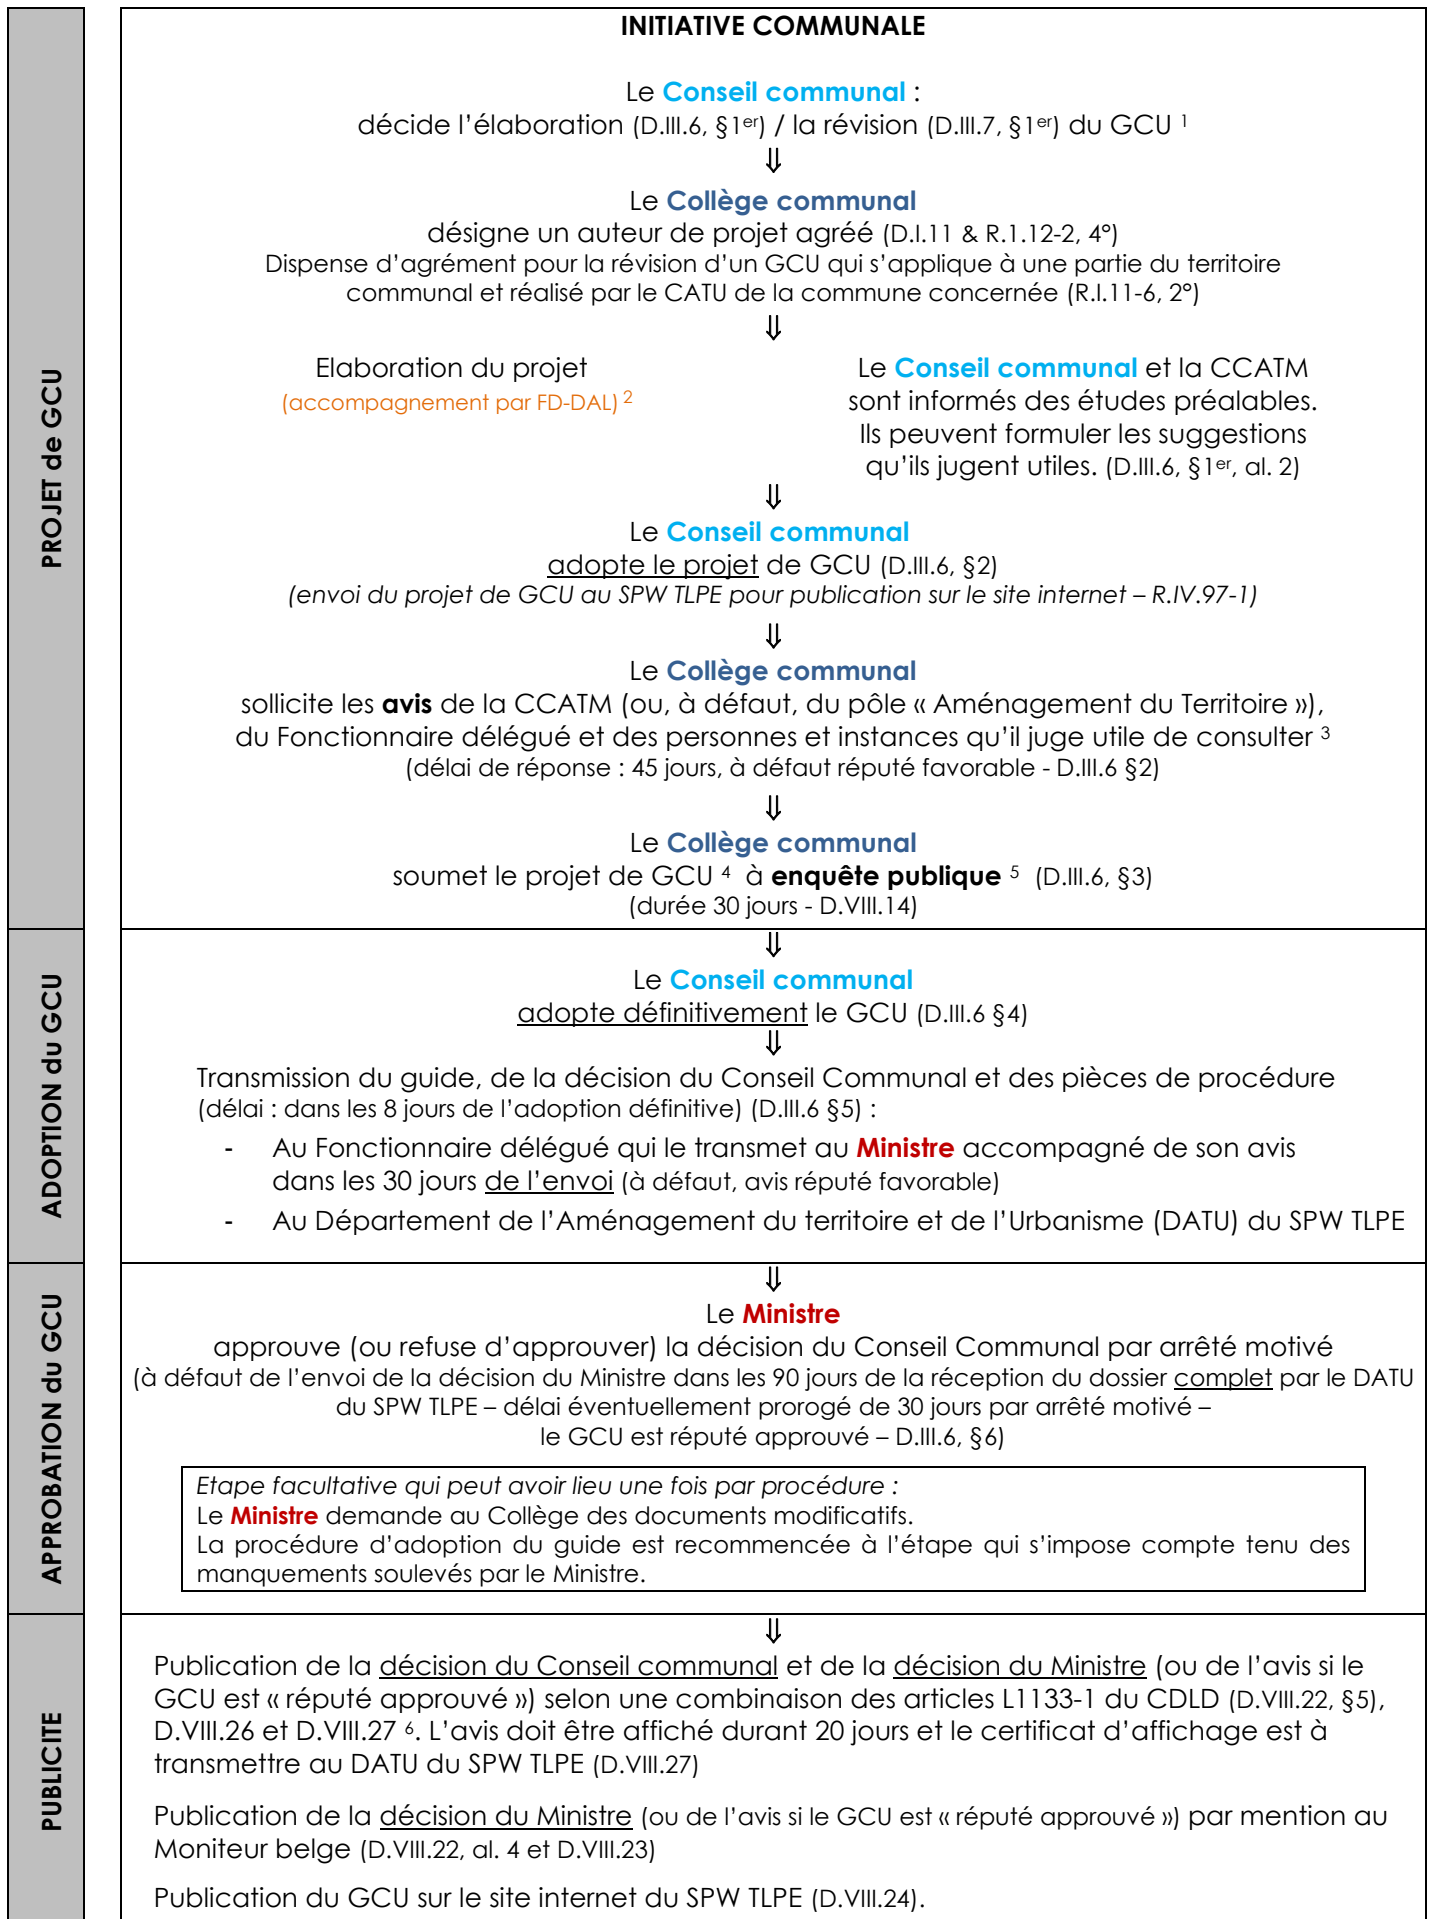 INITIATIVE COMMUNALE
PROJET de GCU
Le Conseil communal :
décide l'élaboration (D.III.6, §1er) / la révision (D.III.7, §1er) du GCU 1
⇓
Le Collège communal
désigne un auteur de projet agréé (D.I.11 & R.1.12-2, 4°)
Dispense d'agrément pour la révision d'un GCU qui s'applique à une partie du territoire
communal et réalisé par le CATU de la commune concernée (R.I.11-6, 2°)
⇓
Elaboration du projet
(accompagnement par FD-DAL) 2
Le Conseil communal et la CCATM
sont informés des études préalables.
Ils peuvent formuler les suggestions
qu'ils jugent utiles. (D.III.6, §1er, al. 2)
⇓
Le Conseil communal
adopte le projet de GCU (D.III.6, §2)
(envoi du projet de GCU au SPW TLPE pour publication sur le site internet – R.IV.97-1)
⇓
Le Collège communal
sollicite les avis de la CCATM (ou, à défaut, du pôle « Aménagement du Territoire »),
du Fonctionnaire délégué et des personnes et instances qu'il juge utile de consulter 3
(délai de réponse : 45 jours, à défaut réputé favorable - D.III.6 §2)
⇓
Le Collège communal
soumet le projet de GCU 4 à enquête publique 5 (D.III.6, §3)
(durée 30 jours - D.VIII.14)
ADOPTION du GCU
⇓
Le Conseil communal
adopte définitivement le GCU (D.III.6 §4)
⇓
Transmission du guide, de la décision du Conseil Communal et des pièces de procédure
(délai : dans les 8 jours de l'adoption définitive) (D.III.6 §5) :
- Au Fonctionnaire délégué qui le transmet au Ministre accompagné de son avis
dans les 30 jours de l'envoi (à défaut, avis réputé favorable)
- Au Département de l'Aménagement du territoire et de l'Urbanisme (DATU) du SPW TLPE
APPROBATION du GCU
⇓
Le Ministre
approuve (ou refuse d'approuver) la décision du Conseil Communal par arrêté motivé
(à défaut de l'envoi de la décision du Ministre dans les 90 jours de la réception du dossier complet par le DATU
du SPW TLPE – délai éventuellement prorogé de 30 jours par arrêté motivé –
le GCU est réputé approuvé – D.III.6, §6)
Etape facultative qui peut avoir lieu une fois par procédure :
Le Ministre demande au Collège des documents modificatifs.
La procédure d'adoption du guide est recommencée à l'étape qui s'impose compte tenu des
manquements soulevés par le Ministre.
PUBLICITE
⇓
Publication de la décision du Conseil communal et de la décision du Ministre (ou de l'avis si le
GCU est « réputé approuvé ») selon une combinaison des articles L1133-1 du CDLD (D.VIII.22, §5),
D.VIII.26 et D.VIII.27 6. L'avis doit être affiché durant 20 jours et le certificat d'affichage est à
transmettre au DATU du SPW TLPE (D.VIII.27)
Publication de la décision du Ministre (ou de l'avis si le GCU est « réputé approuvé ») par mention au
Moniteur belge (D.VIII.22, al. 4 et D.VIII.23)
Publication du GCU sur le site internet du SPW TLPE (D.VIII.24).